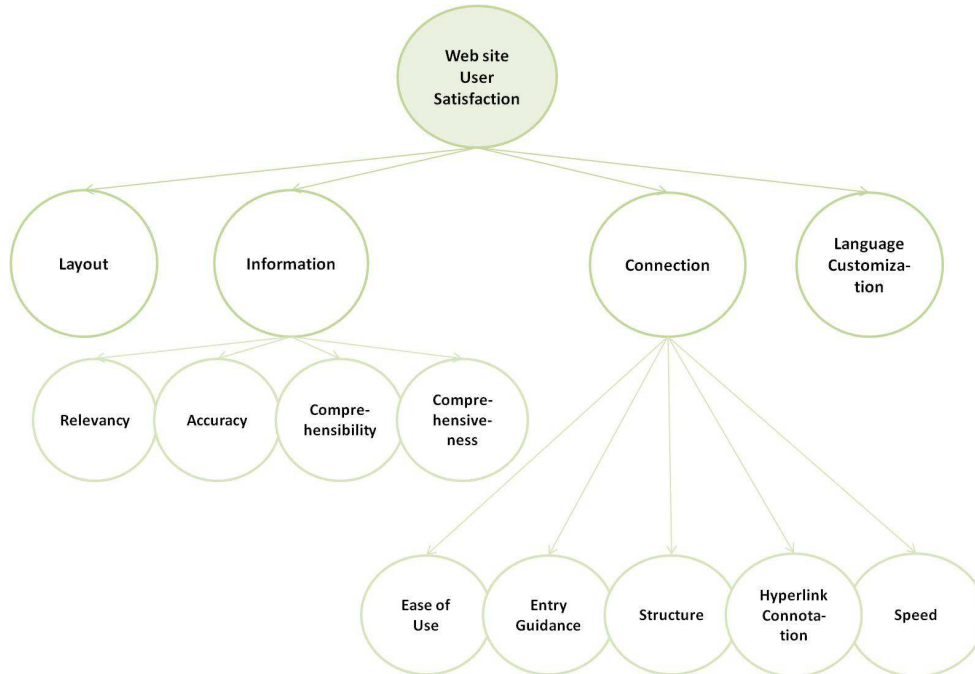 Web site
User
Satisfaction
Layout
Information
Connection
Language
Customiza-
tion
Relevancy
Accuracy
Compre-
hensibility
Compre-
hensive-
ness
Ease of
Use
Entry
Guidance
Structure
Hyperlink
Connota-
tion
Speed